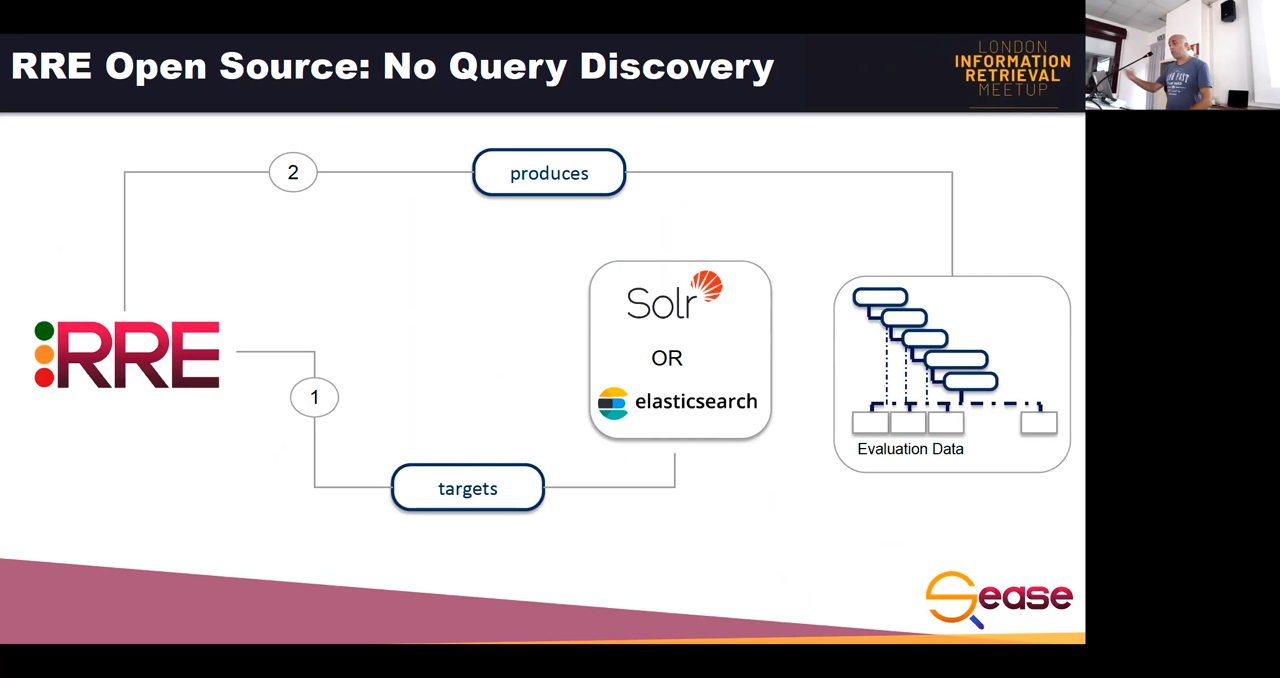 RRE Open Source: No Query Discovery
LONDON
INFORMATION
RETRIEVAL
MEETUP
2
produces
Solr
OR
elasticsearch
RRE
1
Evaluation Data
targets
Sease